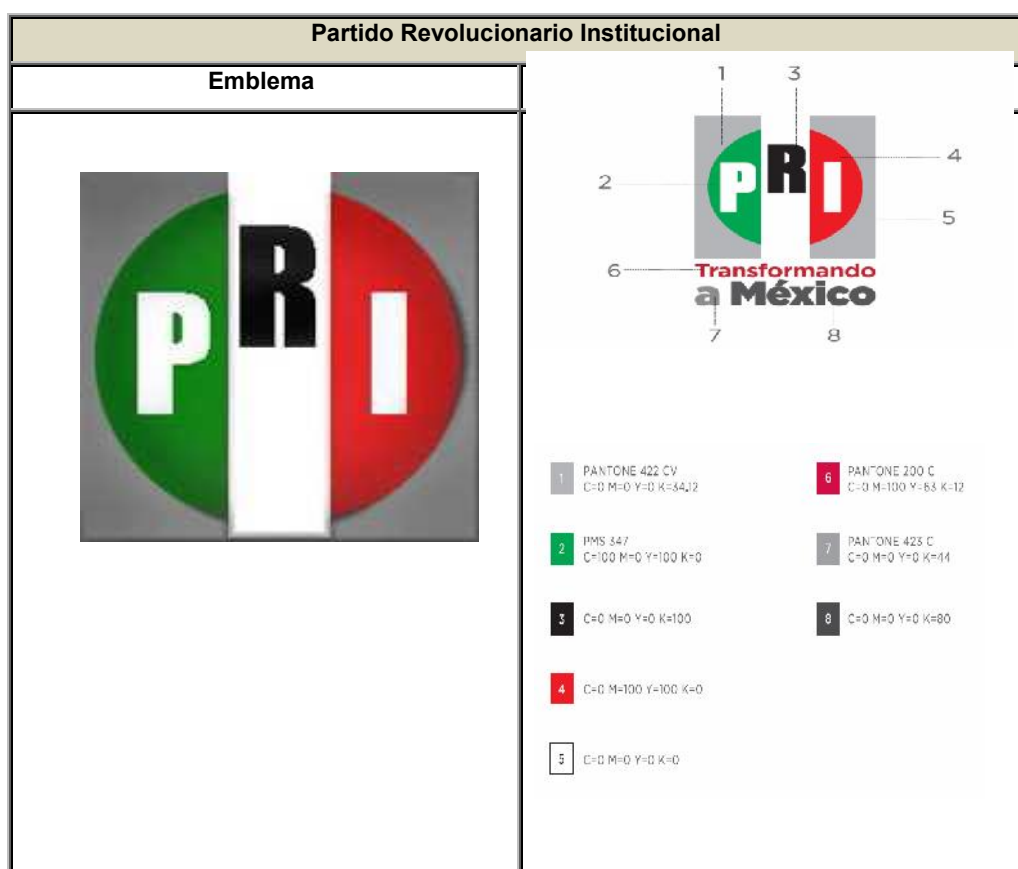 Partido Revolucionario Institucional
Emblema
PRI
1 3
PRI
2
4
5
6
Transformando
a México
7 8
1 PANTONE 422 CV
C=0 M=0 Y=0 K=34,12
2 PMS 347
C=100 M=0 Y=100 K=0
3 C=0 M=0 Y=0 K=100
4 C=0 M=100 Y=100 K=0
5 C=0 M=0 Y=0 K=0
6 PANTONE 200 C
C=0 M=100 Y=63 K=12
7 PANTONE 423 C
C=0 M=0 Y=0 K=44
8 C=0 M=0 Y=0 K=80